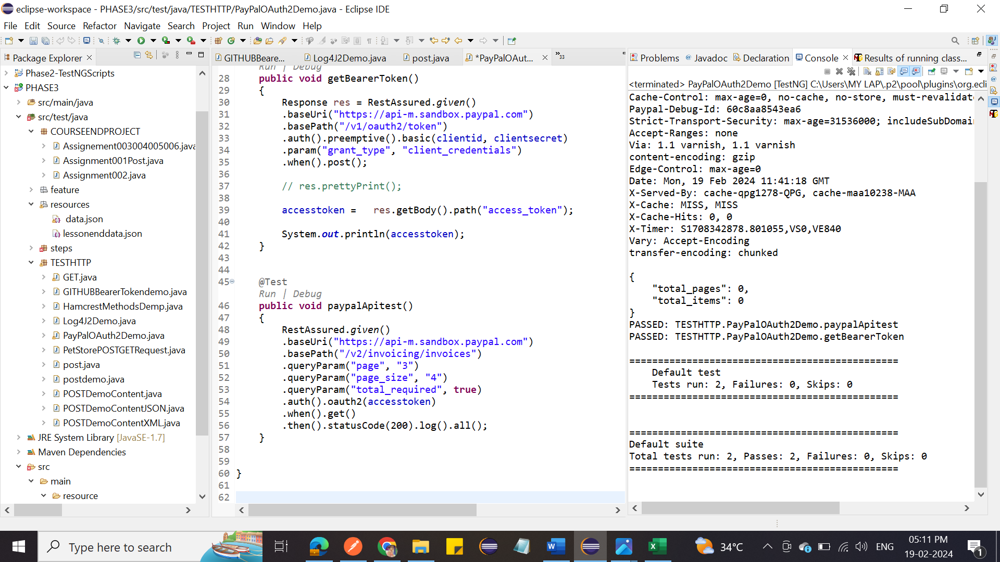 eclipse-workspace - PHASE3/src/test/java/TESTHTTP/PayPalOAuth2Demo.java - Eclipse IDE
File Edit Source Refactor Navigate Search Project Run Window Help
Package Explorer
Phase2-TestNGScripts
PHASE3
src/main/java
src/test/java
COURSEENDPROJECT
Assignement003004005006.java
Assignment001Post.java
Assignment002.java
feature
resources
data.json
lessonenddata.json
steps
TESTHTTP
GET.java
GITHUBBearerTokendemo.java
HamcrestMethodsDemp.java
Log4J2Demo.java
PayPalOAuth2Demo.java
PetStorePOSTGETRequest.java
post.java
postdemo.java
POSTDemoContent.java
POSTDemoContentJSON.java
POSTDemoContentXML.java
JRE System Library [JavaSE-1.7]
Maven Dependencies
src
main
resource
GITHUBBeare... Log4J2Demo.java post.java *PayPalOAut... »33
Run | Debug
28 public void getBearerToken()
29 {
30 Response res = RestAssured.given()
31 .baseUri("https://api-m.sandbox.paypal.com")
32 .basePath("/v1/oauth2/token")
33 .auth().preemptive().basic(clientid, clientsecret)
34 .param("grant_type", "client_credentials")
35 .when().post();
36
37 // res.prettyPrint();
38
39 accesstoken = res.getBody().path("access_token");
40
41 System.out.println(accesstoken);
42 }
43
44
45 @Test
Run | Debug
46 public void paypalApitest()
47 {
48 RestAssured.given()
49 .baseUri("https://api-m.sandbox.paypal.com")
50 .basePath("/v2/invoicing/invoices")
51 .queryParam("page", "3")
52 .queryParam("page_size", "4")
53 .queryParam("total_required", true)
54 .auth().oauth2(accesstoken)
55 .when().get()
56 .then().statusCode(200).log().all();
57 }
58
59
60 }
61
62
Problems Javadoc Declaration Console Results of running class...
<terminated> PayPalOAuth2Demo [TestNG] C:\Users\MY LAP\.p2\pool\plugins\org.ecli
Cache-Control: max-age=0, no-cache, no-store, must-revalidat
Paypal-Debug-Id: 60c8aa8543ea6
Strict-Transport-Security: max-age=31536000; includeSubDomai
Accept-Ranges: none
Via: 1.1 varnish, 1.1 varnish
content-encoding: gzip
Edge-Control: max-age=0
Date: Mon, 19 Feb 2024 11:41:18 GMT
X-Served-By: cache-qpg1278-QPG, cache-maa10238-MAA
X-Cache: MISS, MISS
X-Cache-Hits: 0, 0
X-Timer: S1708342878.801055,VS0,VE840
Vary: Accept-Encoding
transfer-encoding: chunked
{
"total_pages": 0,
"total_items": 0
}
PASSED: TESTHTTP.PayPalOAuth2Demo.paypalApitest
PASSED: TESTHTTP.PayPalOAuth2Demo.getBearerToken
===============================================
Default test
Tests run: 2, Failures: 0, Skips: 0
===============================================
===============================================
Default suite
Total tests run: 2, Passes: 2, Failures: 0, Skips: 0
===============================================
Type here to search
34°C
ENG
05:11 PM
19-02-2024
1